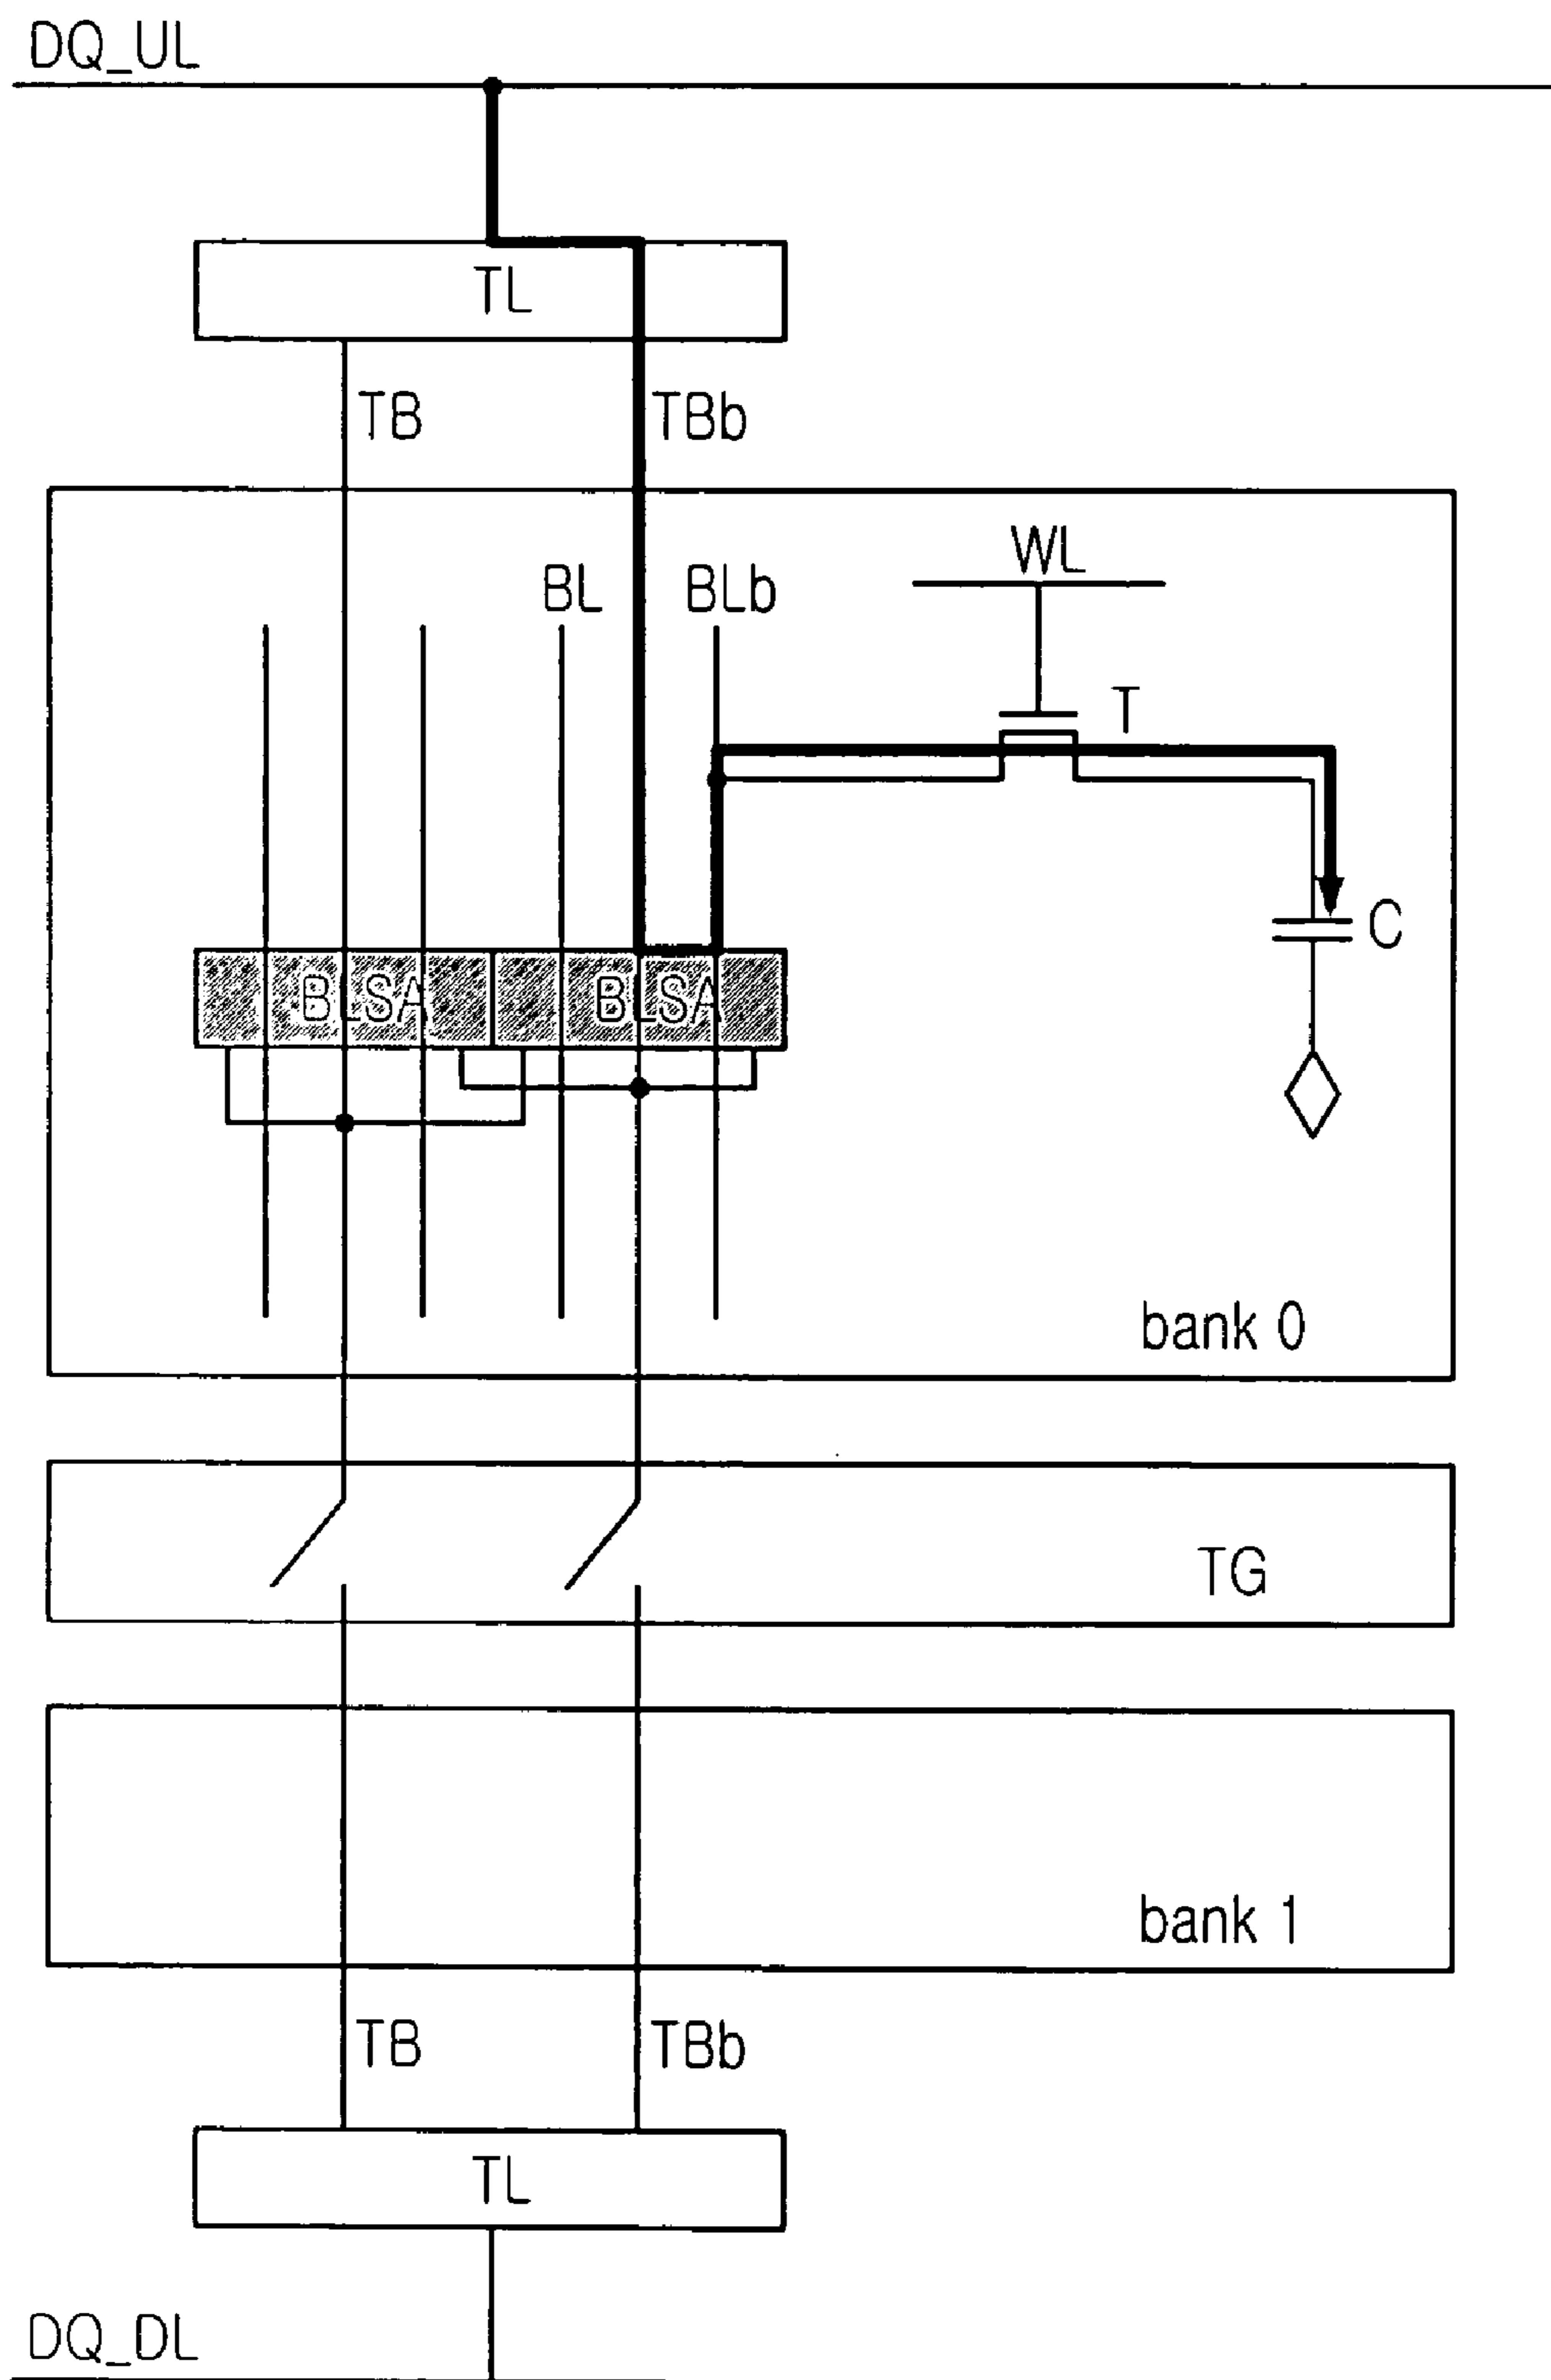 DQ_UL
TL
TB TBb
WL
BL BLb
T
C
BLSA BLSA
bank 0
TG
bank 1
TB TBb
TL
DQ_DL